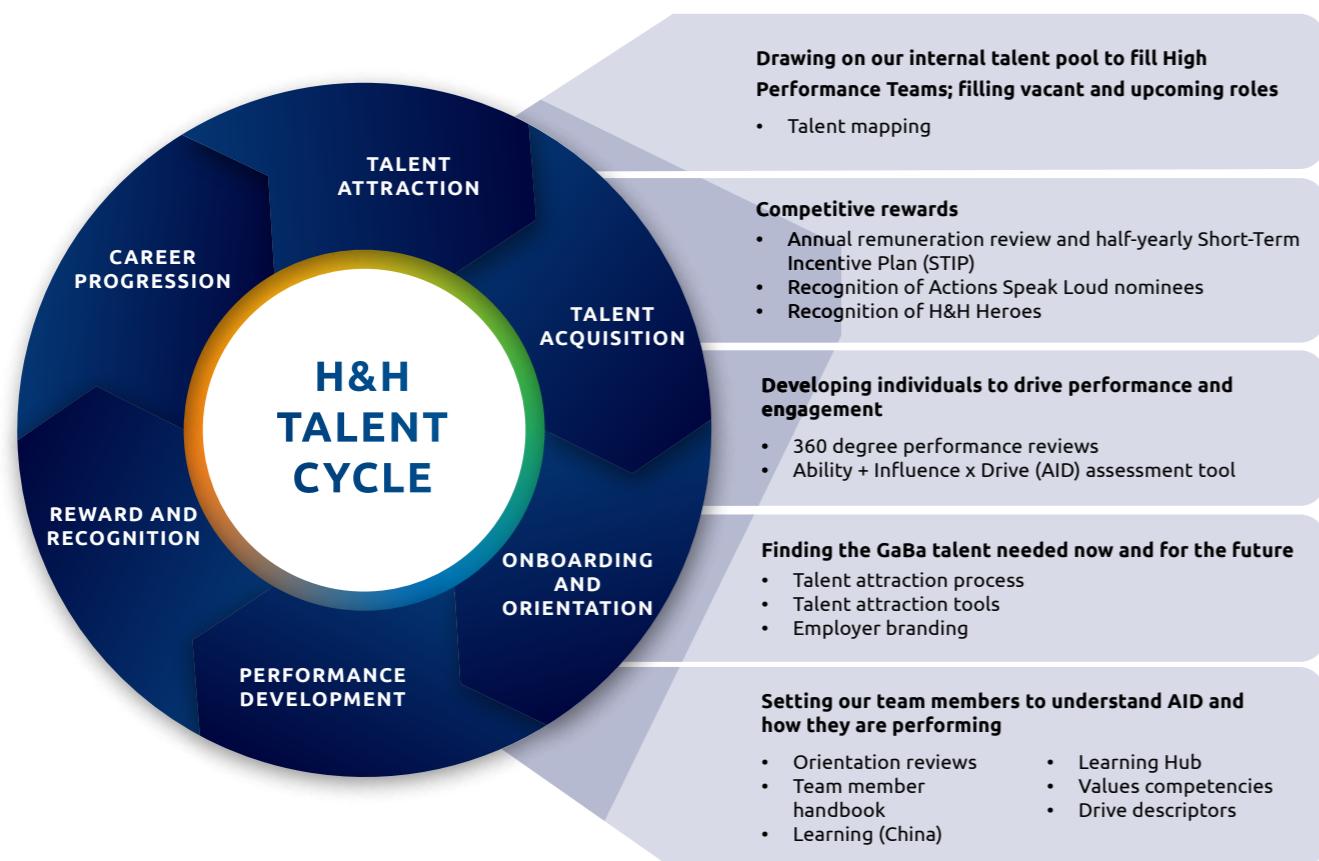 H&H
TALENT
CYCLE
TALENT
ATTRACTION
TALENT
ACQUISITION
ONBOARDING
AND
ORIENTATION
PERFORMANCE
DEVELOPMENT
REWARD AND
RECOGNITION
CAREER
PROGRESSION
Drawing on our internal talent pool to fill High
Performance Teams; filling vacant and upcoming roles
• Talent mapping
Competitive rewards
• Annual remuneration review and half-yearly Short-Term
Incentive Plan (STIP)
• Recognition of Actions Speak Loud nominees
• Recognition of H&H Heroes
Developing individuals to drive performance and
engagement
• 360 degree performance reviews
• Ability + Influence x Drive (AID) assessment tool
Finding the GaBa talent needed now and for the future
• Talent attraction process
• Talent attraction tools
• Employer branding
Setting our team members to understand AID and
how they are performing
• Orientation reviews
• Team member
handbook
• Learning (China)
• Learning Hub
• Values competencies
• Drive descriptors